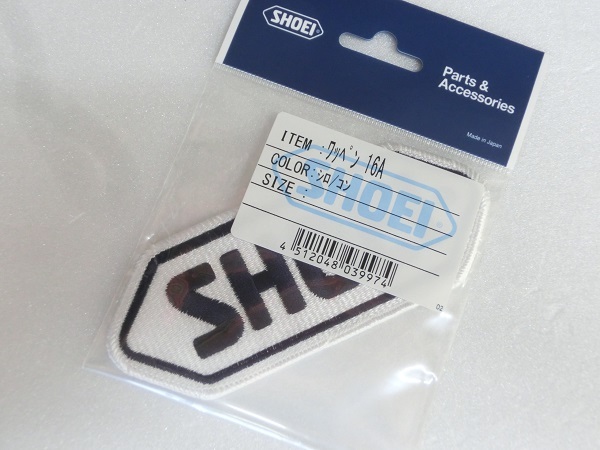 SHOEI
Parts &
Accessories
Made in Japan
ITEM :ﾜｯﾍﾟﾝ 16A
COLOR:ｼﾛ/ｺﾝ
SIZE :
SHOEI
4 512048 039974
02
SHO